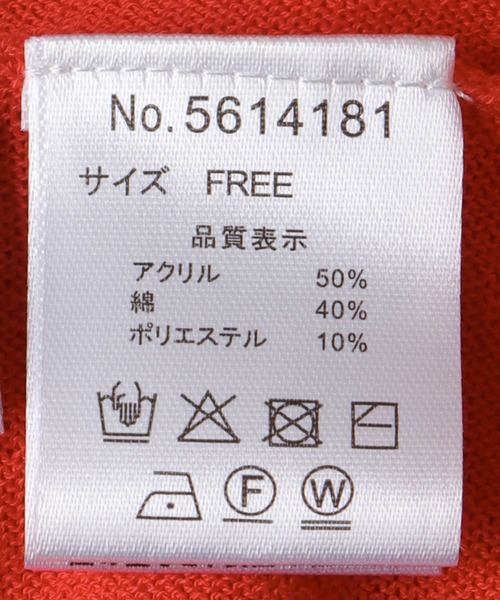 No. 5614181
サイズ FREE
品質表示
アクリル 50%
綿 40%
ポリエステル 10%
F W